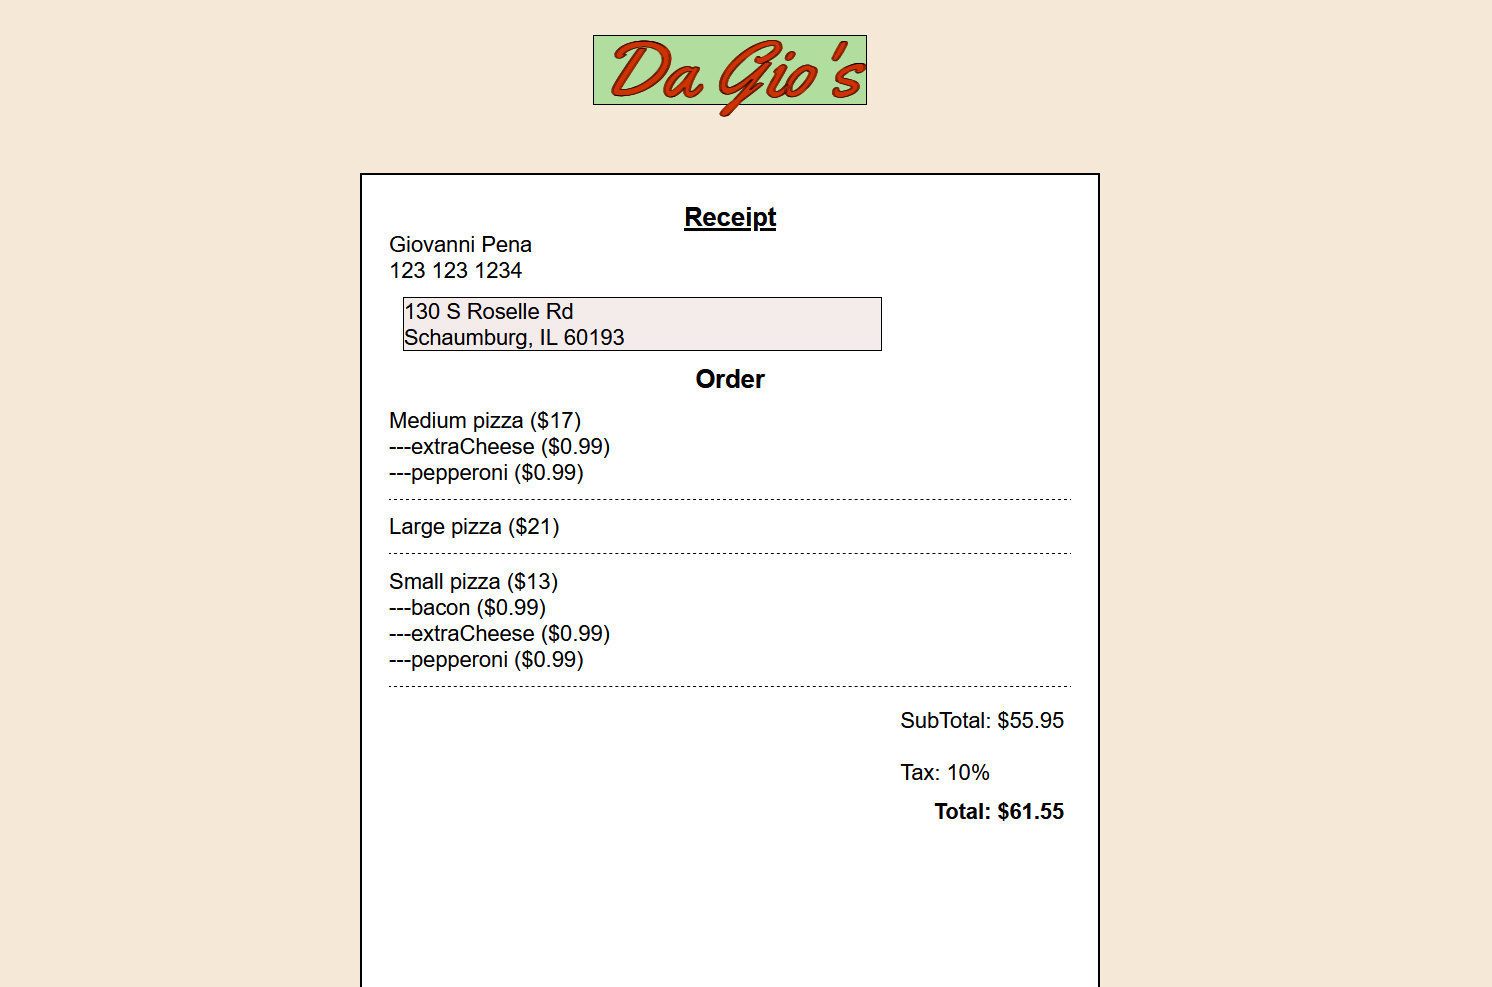 Da Gio's
Receipt
Giovanni Pena
123 123 1234
130 S Roselle Rd
Schaumburg, IL 60193
Order
Medium pizza ($17)
---extraCheese ($0.99)
---pepperoni ($0.99)
Large pizza ($21)
Small pizza ($13)
---bacon ($0.99)
---extraCheese ($0.99)
---pepperoni ($0.99)
SubTotal: $55.95
Tax: 10%
Total: $61.55